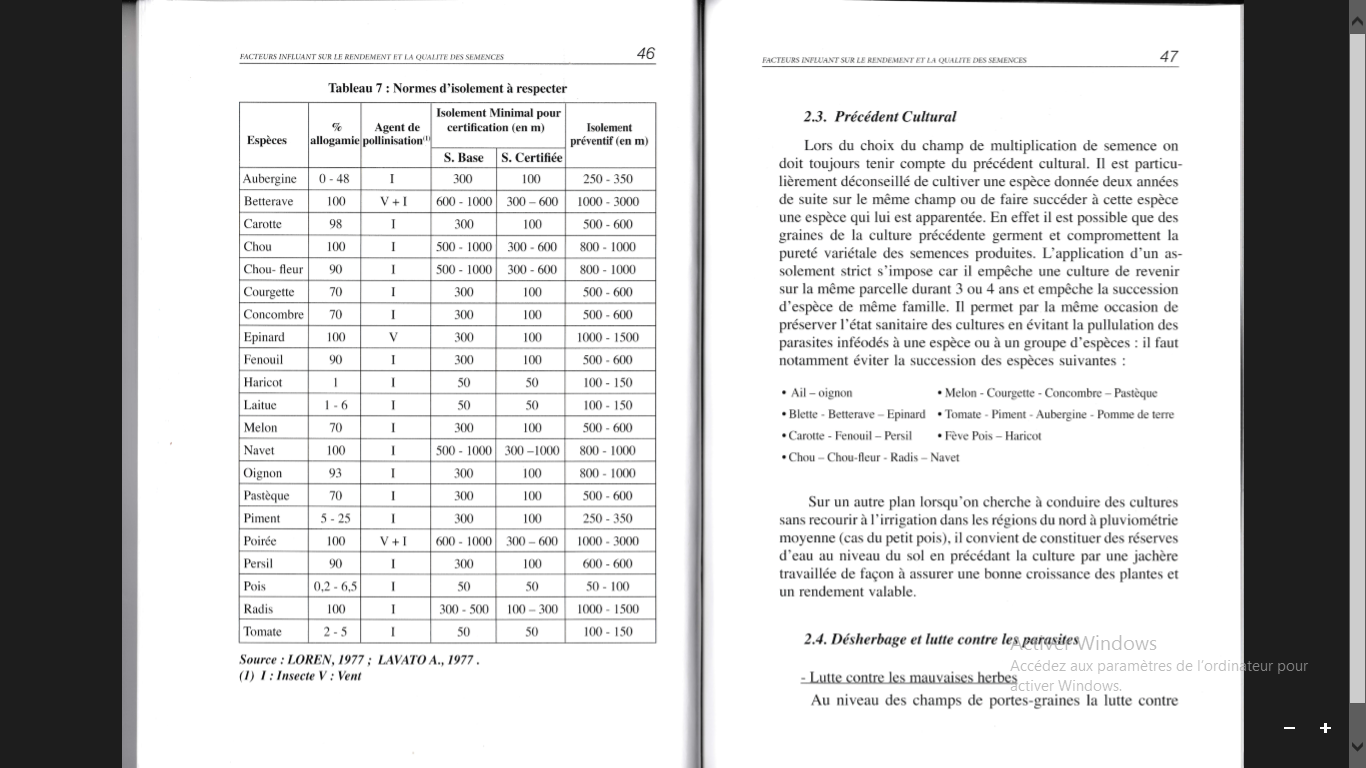 FACTEURS INFLUANT SUR LE RENDEMENT ET LA QUALITE DES SEMENCES 46
Tableau 7 : Normes d'isolement à respecter
Espèces % allogamie Agent de pollinisation(1) Isolement Minimal pour certification (en m) Isolement préventif (en m)
S. Base S. Certifiée
Aubergine 0 - 48 I 300 100 250 - 350
Betterave 100 V + I 600 - 1000 300 – 600 1000 - 3000
Carotte 98 I 300 100 500 - 600
Chou 100 I 500 - 1000 300 - 600 800 - 1000
Chou- fleur 90 I 500 - 1000 300 - 600 800 - 1000
Courgette 70 I 300 100 500 - 600
Concombre 70 I 300 100 500 - 600
Epinard 100 V 300 100 1000 - 1500
Fenouil 90 I 300 100 500 - 600
Haricot 1 I 50 50 100 - 150
Laitue 1 - 6 I 50 50 100 - 150
Melon 70 I 300 100 500 - 600
Navet 100 I 500 - 1000 300 –1000 800 - 1000
Oignon 93 I 300 100 800 - 1000
Pastèque 70 I 300 100 500 - 600
Piment 5 - 25 I 300 100 250 - 350
Poirée 100 V + I 600 - 1000 300 – 600 1000 - 3000
Persil 90 I 300 100 600 - 600
Pois 0,2 - 6,5 I 50 50 50 - 100
Radis 100 I 300 - 500 100 – 300 1000 - 1500
Tomate 2 - 5 I 50 50 100 - 150
Source : LOREN, 1977 ; LAVATO A., 1977 .
(1) I : Insecte V : Vent
FACTEURS INFLUANT SUR LE RENDEMENT ET LA QUALITE DES SEMENCES 47
2.3. Précédent Cultural
Lors du choix du champ de multiplication de semence on
doit toujours tenir compte du précédent cultural. Il est particu-
lièrement déconseillé de cultiver une espèce donnée deux années
de suite sur le même champ ou de faire succéder à cette espèce
une espèce qui lui est apparentée. En effet il est possible que des
graines de la culture précédente germent et compromettent la
pureté variétale des semences produites. L'application d'un as-
solement strict s'impose car il empêche une culture de revenir
sur la même parcelle durant 3 ou 4 ans et empêche la succession
d'espèce de même famille. Il permet par la même occasion de
préserver l'état sanitaire des cultures en évitant la pullulation des
parasites inféodés à une espèce ou à un groupe d'espèces : il faut
notamment éviter la succession des espèces suivantes :
• Ail – oignon • Melon - Courgette - Concombre – Pastèque
• Blette - Betterave – Epinard • Tomate - Piment - Aubergine - Pomme de terre
• Carotte - Fenouil – Persil • Fève Pois – Haricot
• Chou – Chou-fleur - Radis – Navet
Sur un autre plan lorsqu'on cherche à conduire des cultures
sans recourir à l'irrigation dans les régions du nord à pluviométrie
moyenne (cas du petit pois), il convient de constituer des réserves
d'eau au niveau du sol en précédant la culture par une jachère
travaillée de façon à assurer une bonne croissance des plantes et
un rendement valable.
2.4. Désherbage et lutte contre les parasites
Activer Windows
Accédez aux paramètres de l'ordinateur pour
activer Windows.
- Lutte contre les mauvaises herbes
Au niveau des champs de portes-graines la lutte contre